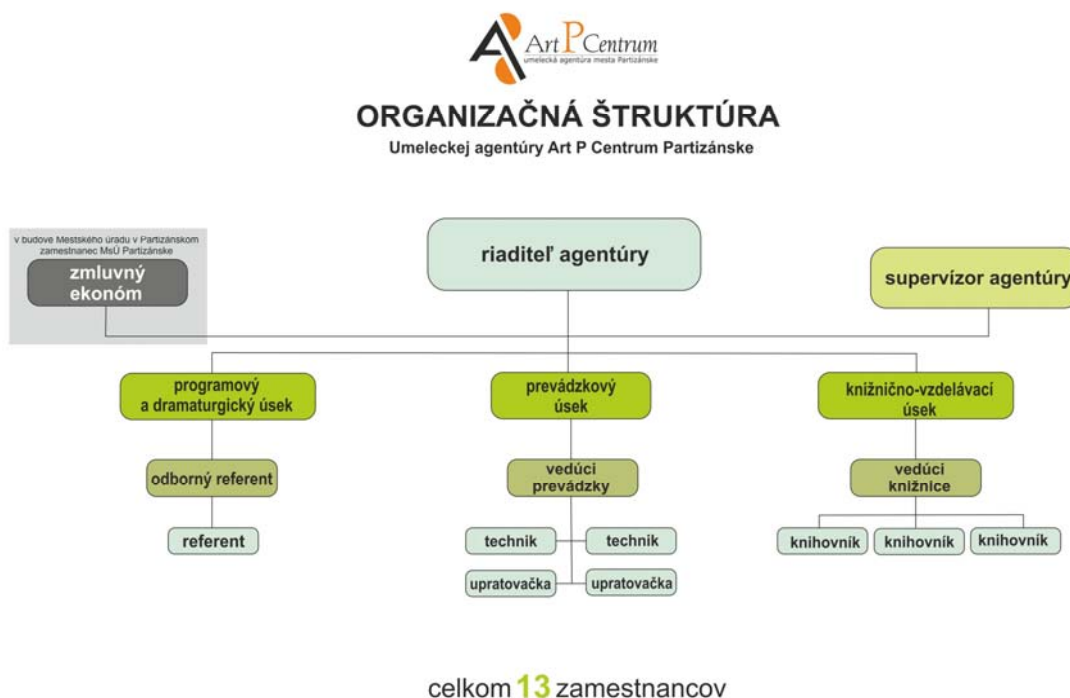 Art P Centrum
umelecká agentúra mesta Partizánske
ORGANIZAČNÁ ŠTRUKTÚRA
Umeleckej agentúry Art P Centrum Partizánske
v budove Mestského úradu v Partizánskom
zamestnanec MsÚ Partizánske
zmluvný
ekonóm
riaditeľ agentúry
supervízor agentúry
programový
a dramaturgický úsek
prevádzkový
úsek
knižnično-vzdelávací
úsek
odborný referent
vedúci
prevádzky
vedúci
knižnice
referent
technik
technik
knihovník
knihovník
knihovník
upratovačka
upratovačka
celkom 13 zamestnancov